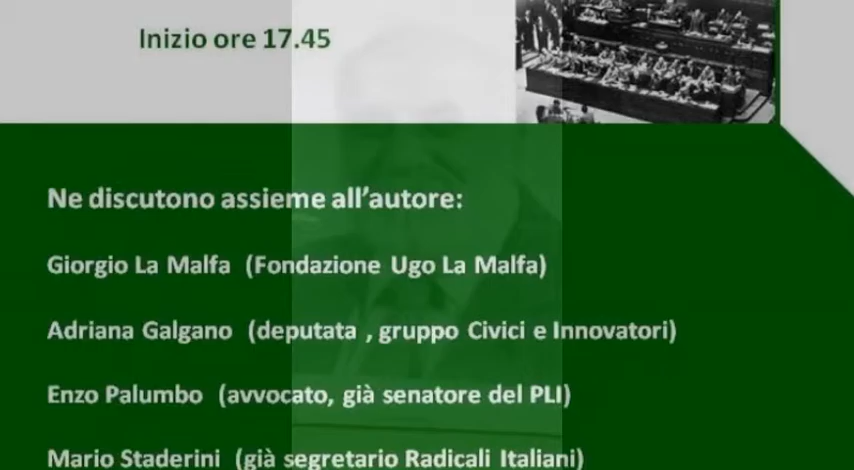 Inizio ore 17.45
Ne discutono assieme all'autore:
Giorgio La Malfa (Fondazione Ugo La Malfa)
Adriana Galgano (deputata , gruppo Civici e Innovatori)
Enzo Palumbo (avvocato, già senatore del PLI)
Mario Staderini (già segretario Radicali Italiani)